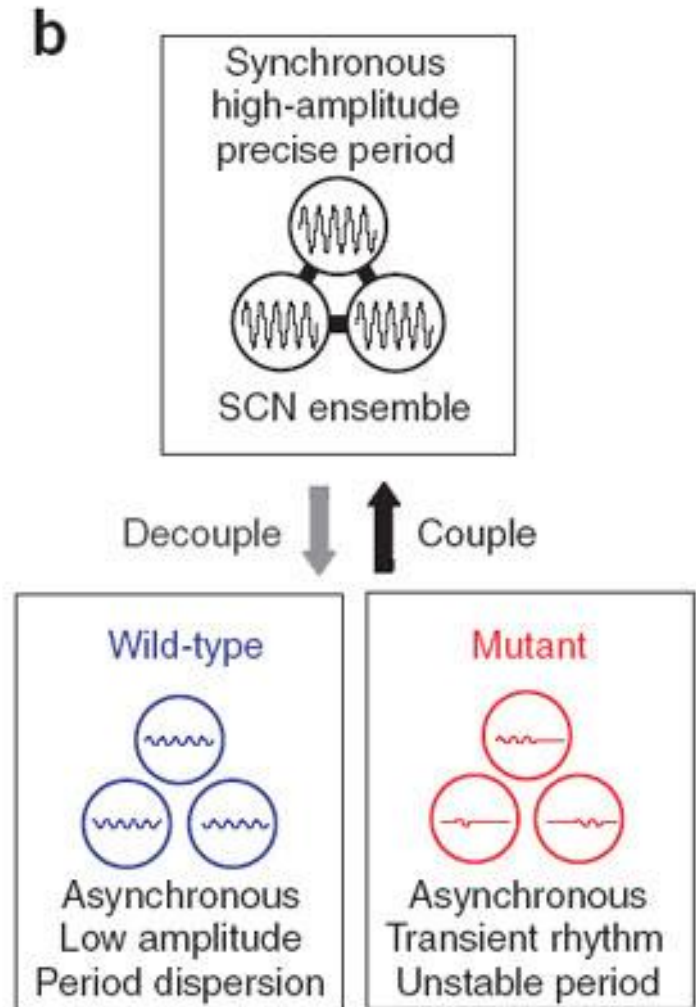 b
Synchronous
high-amplitude
precise period
SCN ensemble
Decouple
Couple
Wild-type
Asynchronous
Low amplitude
Period dispersion
Mutant
Asynchronous
Transient rhythm
Unstable period